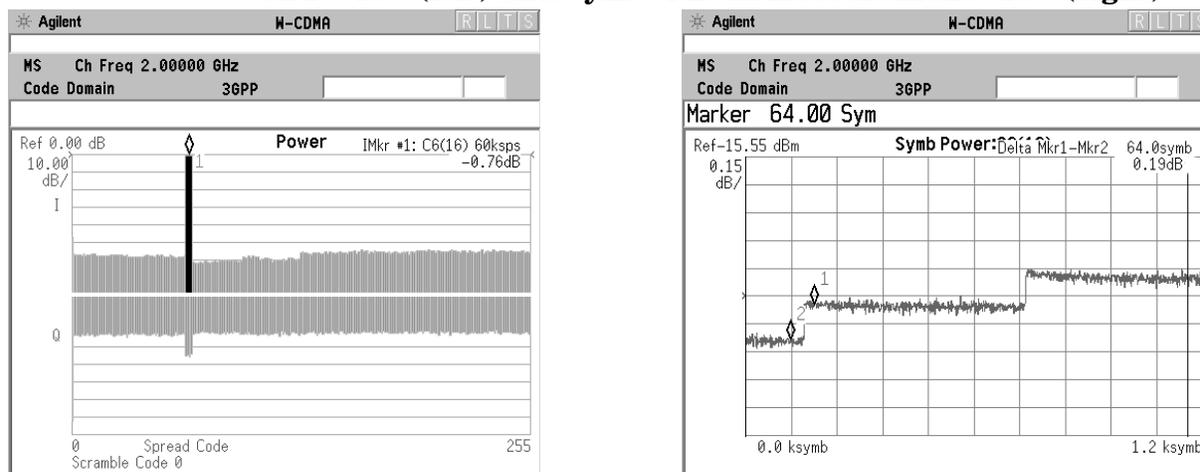 Agilent W-CDMA R L T S
MS Ch Freq 2.00000 GHz
Code Domain 3GPP
Ref 0.00 dB Power IMkr #1: C6(16) 60ksps
10.00 -0.76dB
dB/
1
I
Q
0 Spread Code 255
Scramble Code 0
Agilent W-CDMA R L T S
MS Ch Freq 2.00000 GHz
Code Domain 3GPP
Marker 64.00 Sym
Ref-15.55 dBm Symb Power: Delta Mkr1-Mkr2 64.0symb
0.15 0.19dB
dB/
1
2
0.0 ksymb 1.2 ksymb